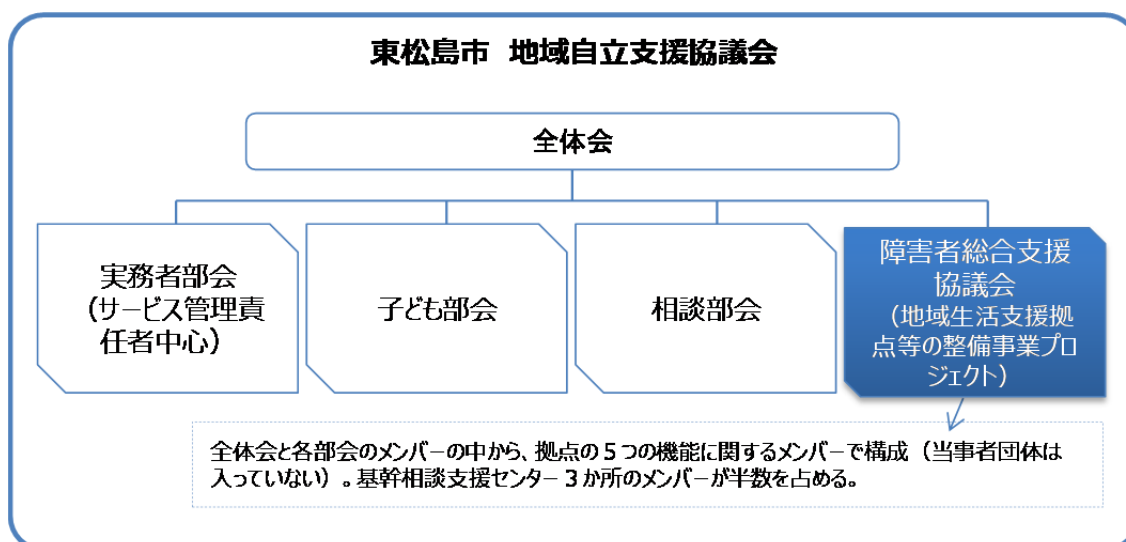 東松島市 地域自立支援協議会
全体会
実務者部会
(サービス管理責
任者中心)
子ども部会
相談部会
障害者総合支援
協議会
(地域生活支援拠
点等の整備事業プロ
ジェクト)
全体会と各部会のメンバーの中から、拠点の5つの機能に関するメンバーで構成(当事者団体は
入っていない)。基幹相談支援センター3か所のメンバーが半数を占める。